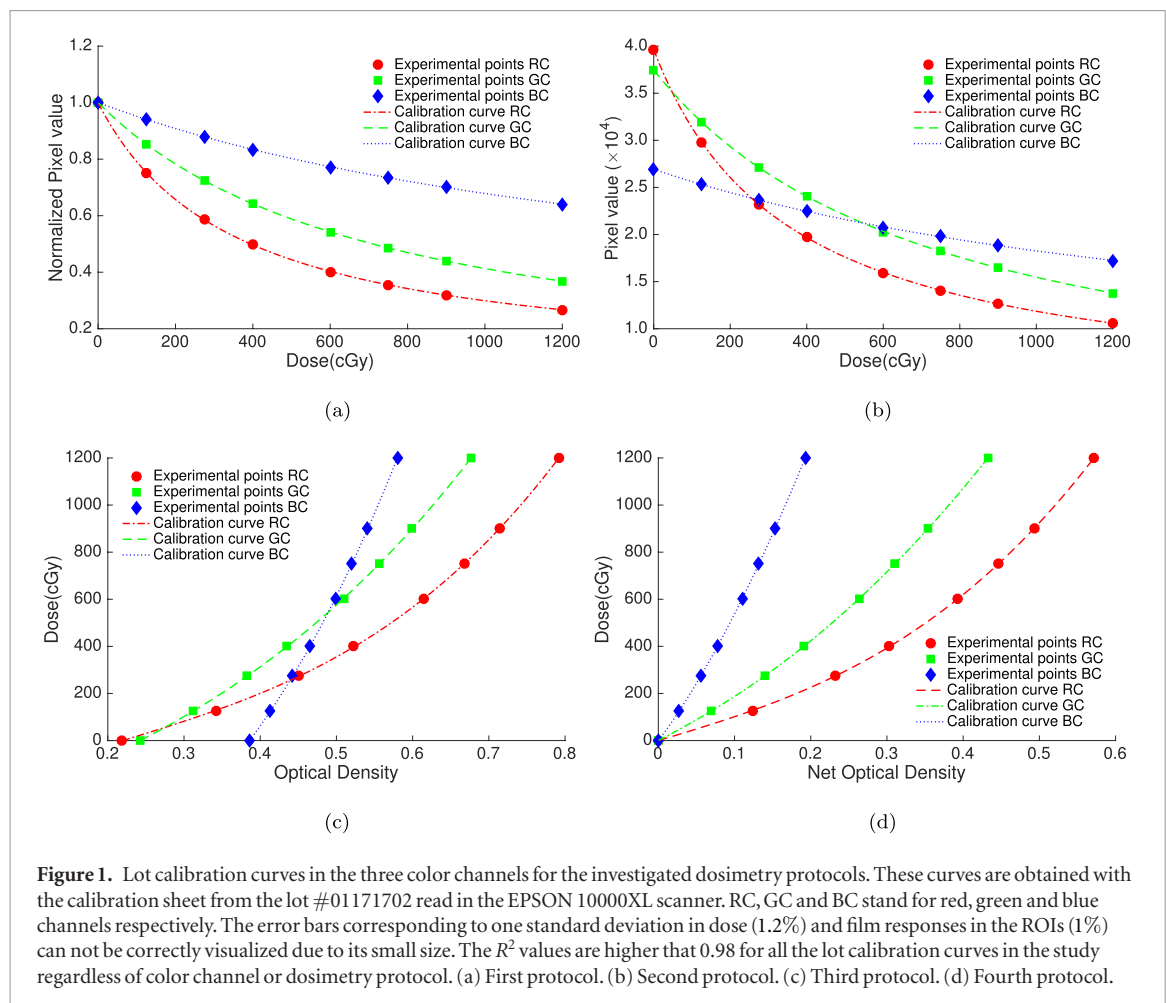 1.2
1.0
0.8
0.6
0.4
0.2
Normalized Pixel value
0 200 400 600 800 1000 1200
Dose(cGy)
Experimental points RC
Experimental points GC
Experimental points BC
Calibration curve RC
Calibration curve GC
Calibration curve BC
(a)
4.0
3.5
3.0
2.5
2.0
1.5
1.0
Pixel value (×10⁴)
0 200 400 600 800 1000 1200
Dose(cGy)
Experimental points RC
Experimental points GC
Experimental points BC
Calibration curve RC
Calibration curve GC
Calibration curve BC
(b)
1200
1000
800
600
400
200
0
Dose(cGy)
0.2 0.3 0.4 0.5 0.6 0.7 0.8
Optical Density
Experimental points RC
Experimental points GC
Experimental points BC
Calibration curve RC
Calibration curve GC
Calibration curve BC
(c)
1200
1000
800
600
400
200
0
Dose(cGy)
0 0.1 0.2 0.3 0.4 0.5 0.6
Net Optical Density
Experimental points RC
Experimental points GC
Experimental points BC
Calibration curve RC
Calibration curve GC
Calibration curve BC
(d)
Figure 1. Lot calibration curves in the three color channels for the investigated dosimetry protocols. These curves are obtained with
the calibration sheet from the lot #01171702 read in the EPSON 10000XL scanner. RC, GC and BC stand for red, green and blue
channels respectively. The error bars corresponding to one standard deviation in dose (1.2%) and film responses in the ROIs (1%)
can not be correctly visualized due to its small size. The R² values are higher that 0.98 for all the lot calibration curves in the study
regardless of color channel or dosimetry protocol. (a) First protocol. (b) Second protocol. (c) Third protocol. (d) Fourth protocol.